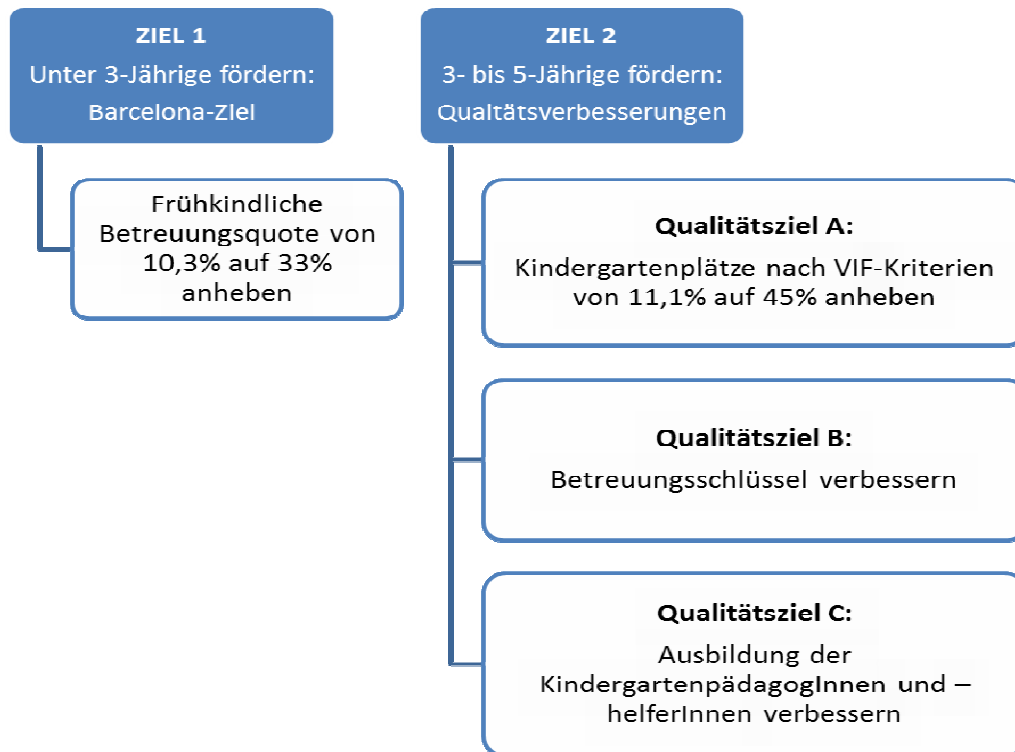 ZIEL 1
Unter 3-Jährige fördern:
Barcelona-Ziel
Frühkindliche
Betreuungsquote von
10,3% auf 33%
anheben
ZIEL 2
3- bis 5-Jährige fördern:
Qualtätsverbesserungen
Qualitätsziel A:
Kindergartenplätze nach VIF-Kriterien
von 11,1% auf 45% anheben
Qualitätsziel B:
Betreuungsschlüssel verbessern
Qualitätsziel C:
Ausbildung der
KindergartenpädagogInnen und –
helferInnen verbessern